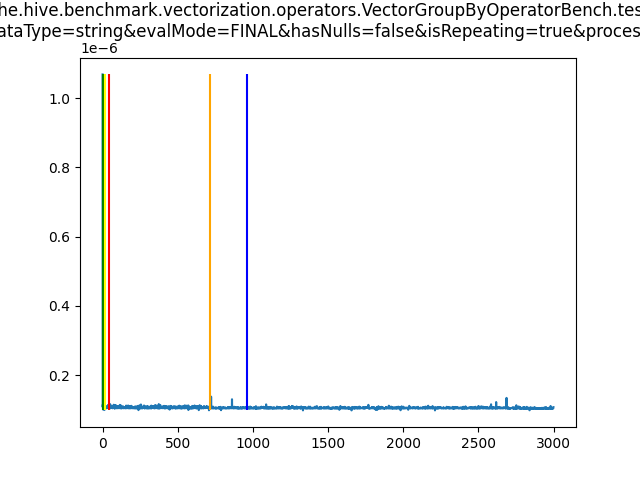 he.hive.benchmark.vectorization.operators.VectorGroupByOperatorBench.tes
ataType=string&evalMode=FINAL&hasNulls=false&isRepeating=true&proces
1e−6
1.0
0.8
0.6
0.4
0.2
0 500 1000 1500 2000 2500 3000